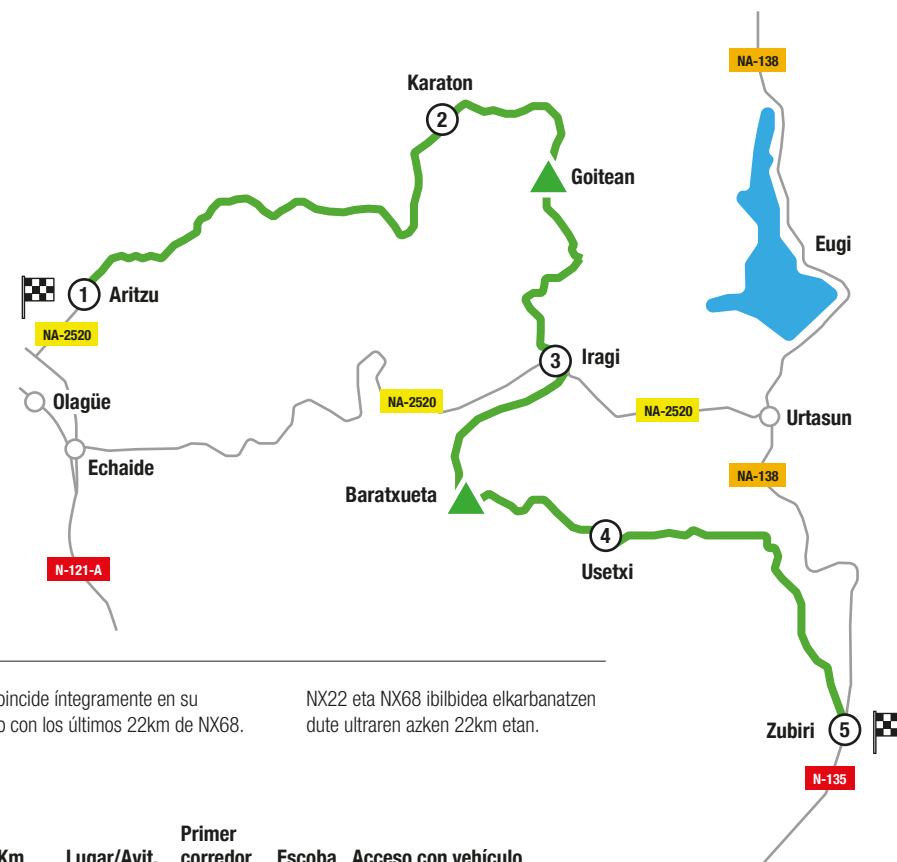 NA-138
Karaton
2
Goitean
Eugi
1 Aritzu
NA-2520
3 Iragi
Olagüe
NA-2520
NA-2520
Urtasun
Echaide
NA-138
Baratxueta
4
Usetxi
N-121-A
íntegramente en su
con los últimos 22km de NX68.
NX22 eta NX68 ibilbidea elkarbanatzen
dute ultraren azken 22km etan.
Zubiri 5
N-135
Primer
Km Lugar/Avit. corredor Escoba Acceso con vehículo